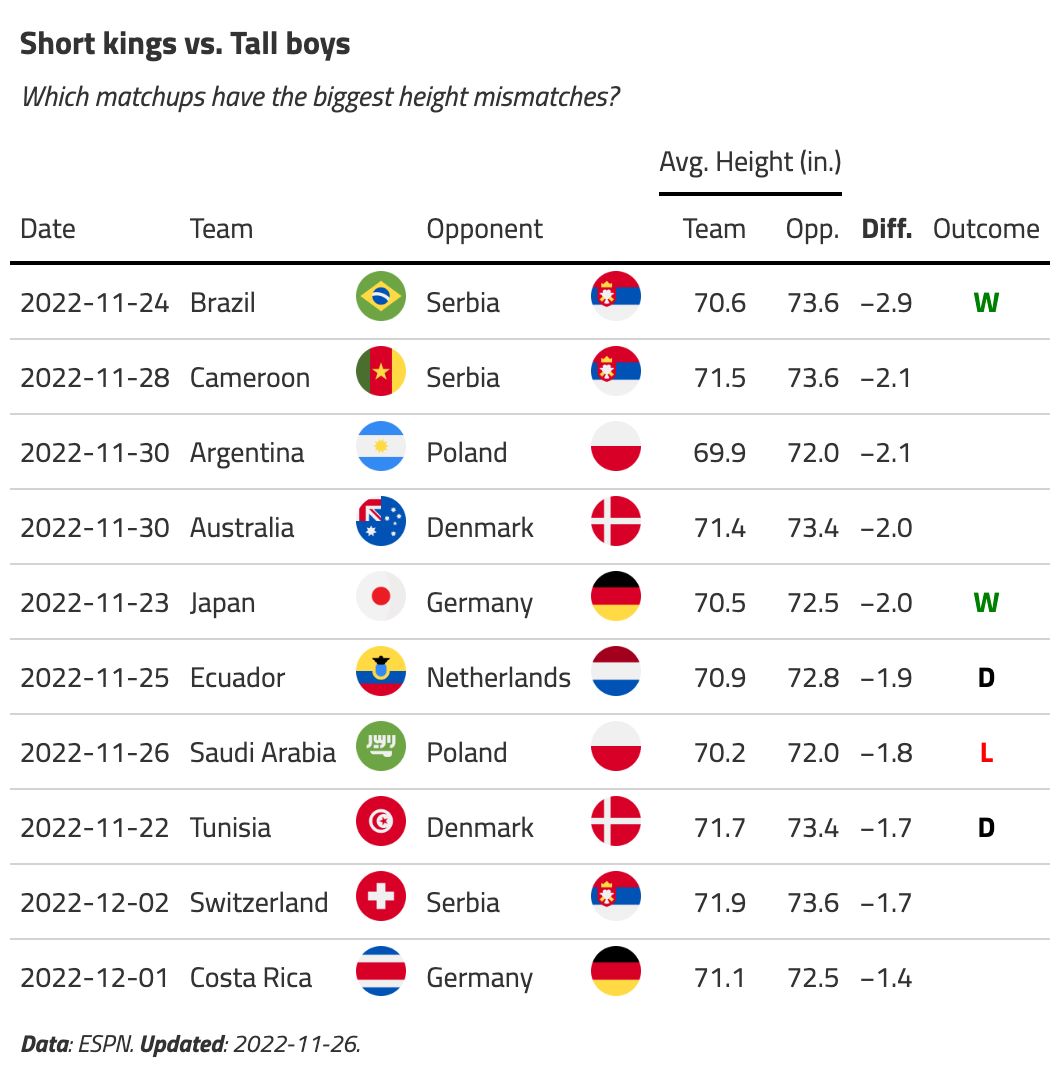 Short kings vs. Tall boys
Which matchups have the biggest height mismatches?
Avg. Height (in.)
Date Team Opponent Team Opp. Diff. Outcome
2022-11-24 Brazil Serbia 70.6 73.6 −2.9 W
2022-11-28 Cameroon Serbia 71.5 73.6 −2.1
2022-11-30 Argentina Poland 69.9 72.0 −2.1
2022-11-30 Australia Denmark 71.4 73.4 −2.0
2022-11-23 Japan Germany 70.5 72.5 −2.0 W
2022-11-25 Ecuador Netherlands 70.9 72.8 −1.9 D
2022-11-26 Saudi Arabia Poland 70.2 72.0 −1.8 L
2022-11-22 Tunisia Denmark 71.7 73.4 −1.7 D
2022-12-02 Switzerland Serbia 71.9 73.6 −1.7
2022-12-01 Costa Rica Germany 71.1 72.5 −1.4
Data: ESPN. Updated: 2022-11-26.